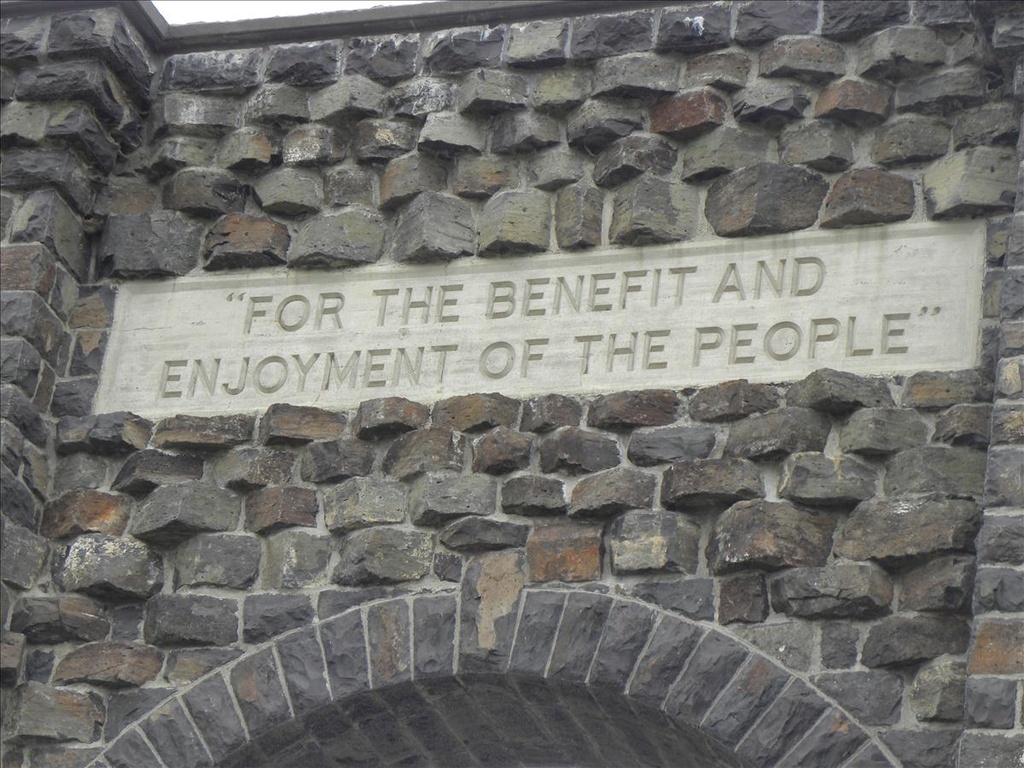 “FOR THE BENEFIT AND
ENJOYMENT OF THE PEOPLE”